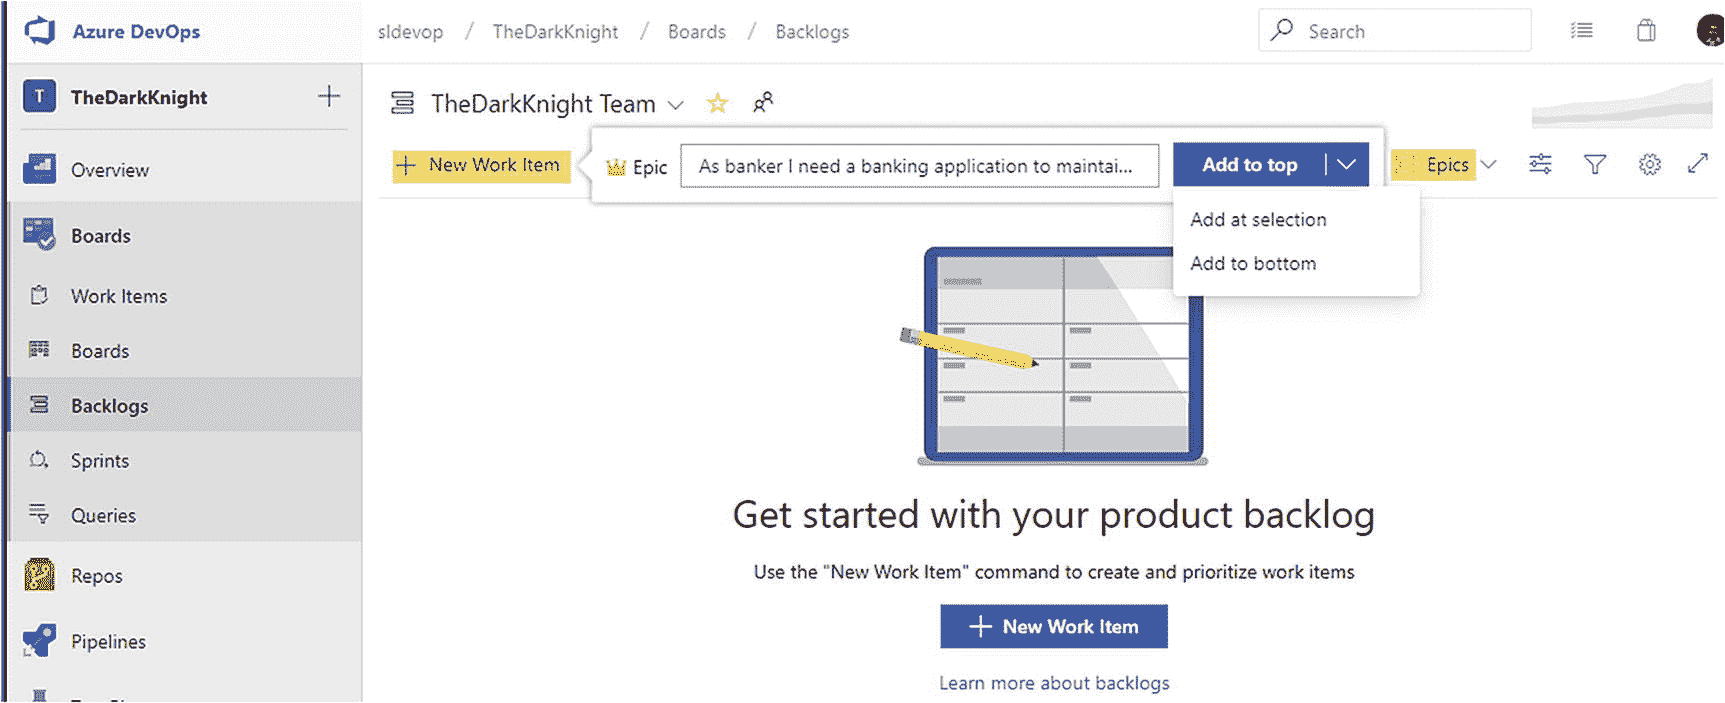 Azure DevOps
sldevop / TheDarkKnight / Boards / Backlogs
Search
T TheDarkKnight
TheDarkKnight Team
Overview
Boards
Work Items
Boards
Backlogs
Sprints
Queries
Repos
Pipelines
+ New Work Item
Epic
As banker I need a banking application to maintai...
Add to top
Epics
Add at selection
Add to bottom
Get started with your product backlog
Use the "New Work Item" command to create and prioritize work items
+ New Work Item
Learn more about backlogs